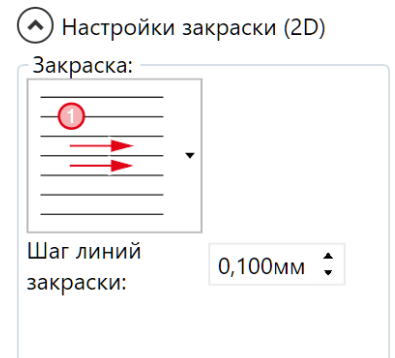 Настройки закраски (2D)
Закраска:
1
Шаг линий
закраски:
0,100мм